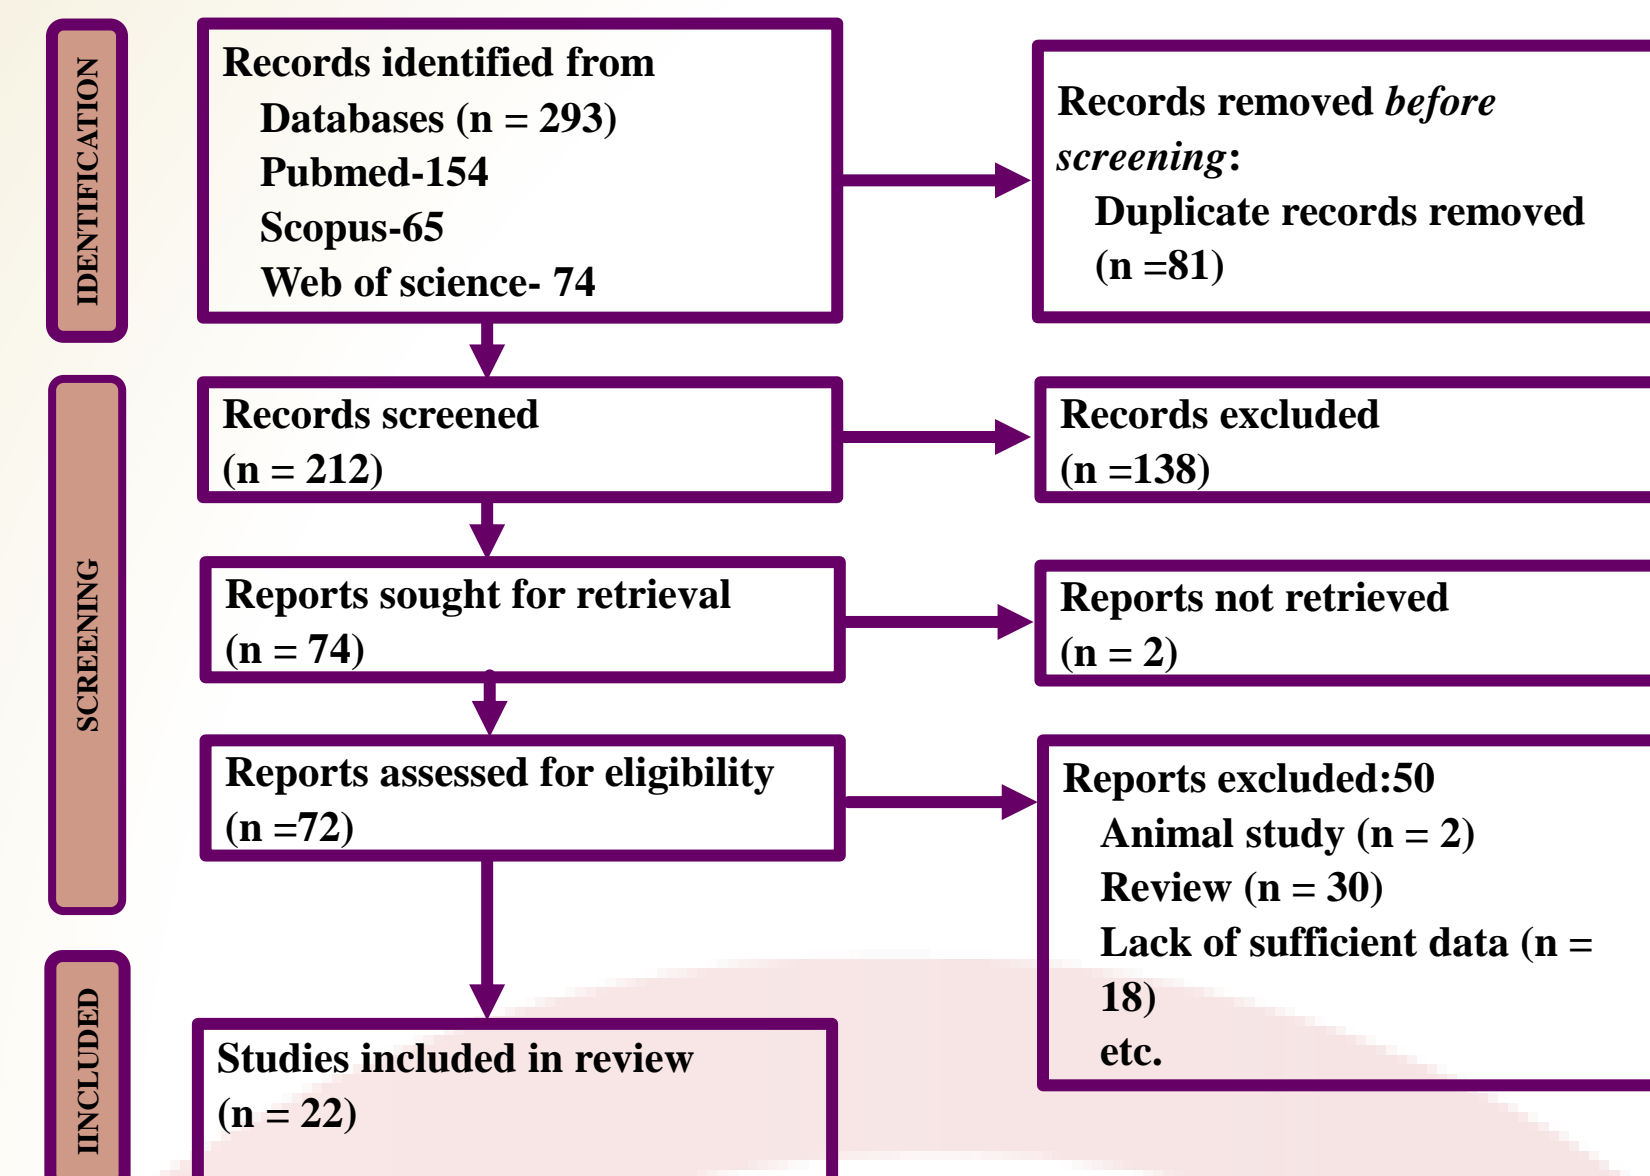 IDENTIFICATION
Records identified from
Databases (n = 293)
Pubmed-154
Scopus-65
Web of science- 74
Records removed before
screening:
Duplicate records removed
(n =81)
SCREENING
Records screened
(n = 212)
Records excluded
(n =138)
Reports sought for retrieval
(n = 74)
Reports not retrieved
(n = 2)
Reports assessed for eligibility
(n =72)
Reports excluded:50
Animal study (n = 2)
Review (n = 30)
Lack of sufficient data (n =
18)
etc.
IINCLUDED
Studies included in review
(n = 22)